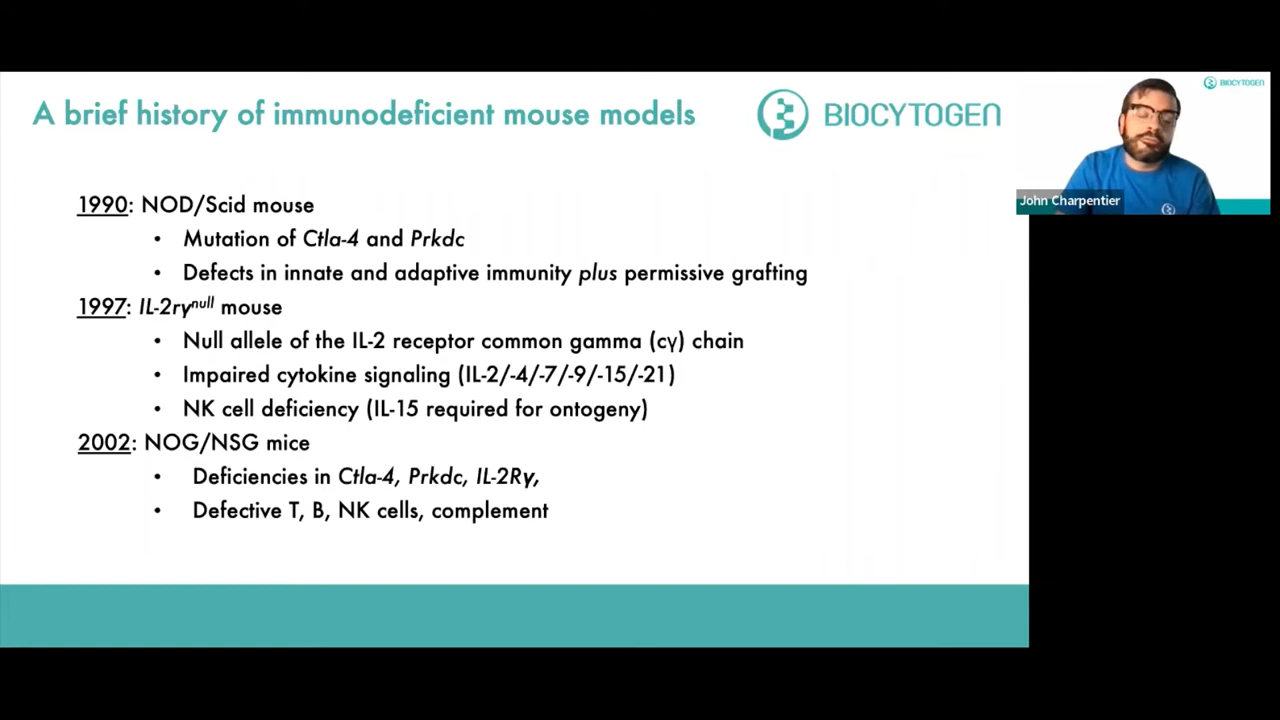 A brief history of immunodeficient mouse models
BIOCYTOGEN
BIOCYTOGEN
John Charpentier
1990: NOD/Scid mouse
• Mutation of Ctla-4 and Prkdc
• Defects in innate and adaptive immunity plus permissive grafting
1997: IL-2rγnull mouse
• Null allele of the IL-2 receptor common gamma (cγ) chain
• Impaired cytokine signaling (IL-2/-4/-7/-9/-15/-21)
• NK cell deficiency (IL-15 required for ontogeny)
2002: NOG/NSG mice
• Deficiencies in Ctla-4, Prkdc, IL-2Rγ,
• Defective T, B, NK cells, complement